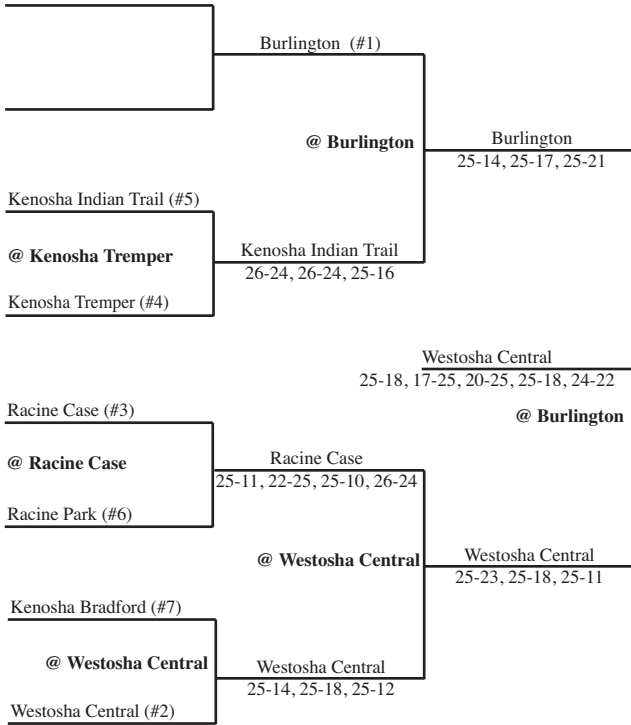 Burlington (#1)
@ Burlington
Burlington
25-14, 25-17, 25-21
Kenosha Indian Trail (#5)
@ Kenosha Tremper
Kenosha Indian Trail
26-24, 26-24, 25-16
Kenosha Tremper (#4)
Westosha Central
25-18, 17-25, 20-25, 25-18, 24-22
@ Burlington
Racine Case (#3)
@ Racine Case
Racine Case
25-11, 22-25, 25-10, 26-24
Racine Park (#6)
@ Westosha Central
Westosha Central
25-23, 25-18, 25-11
Kenosha Bradford (#7)
@ Westosha Central
Westosha Central
25-14, 25-18, 25-12
Westosha Central (#2)